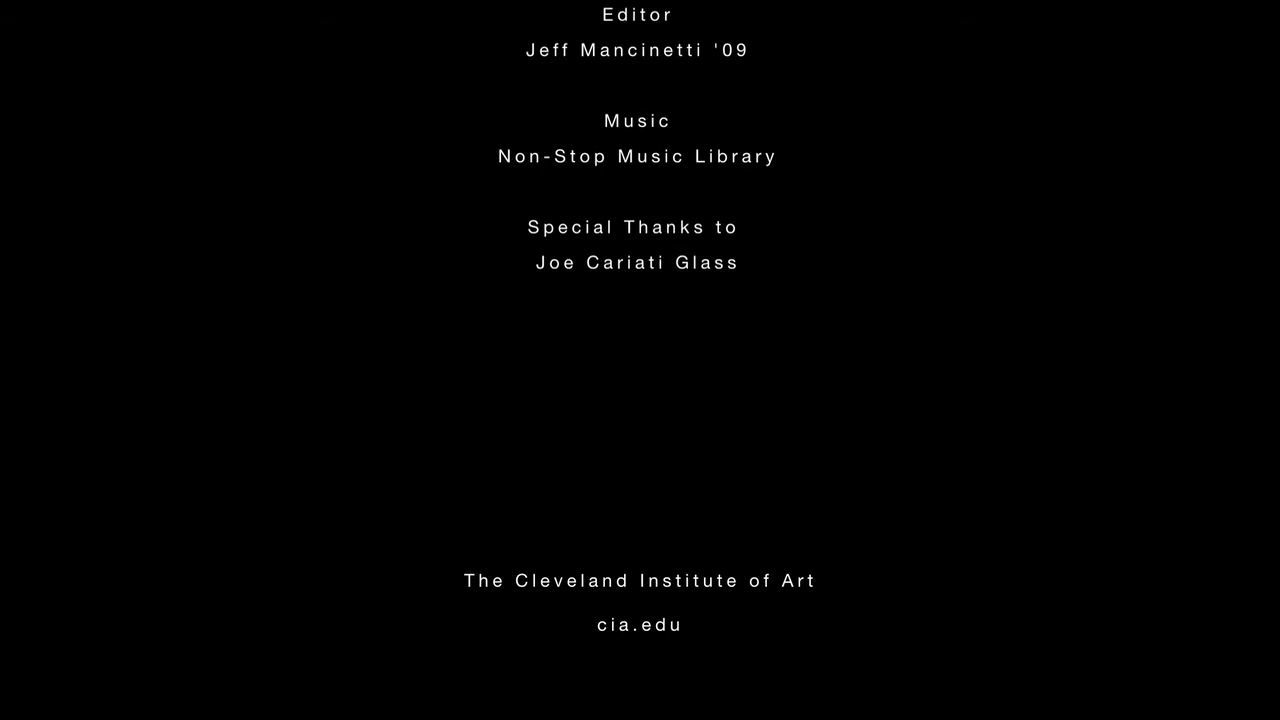 Editor
Jeff Mancinetti '09
Music
Non-Stop Music Library
Special Thanks to
Joe Cariati Glass
The Cleveland Institute of Art
cia.edu